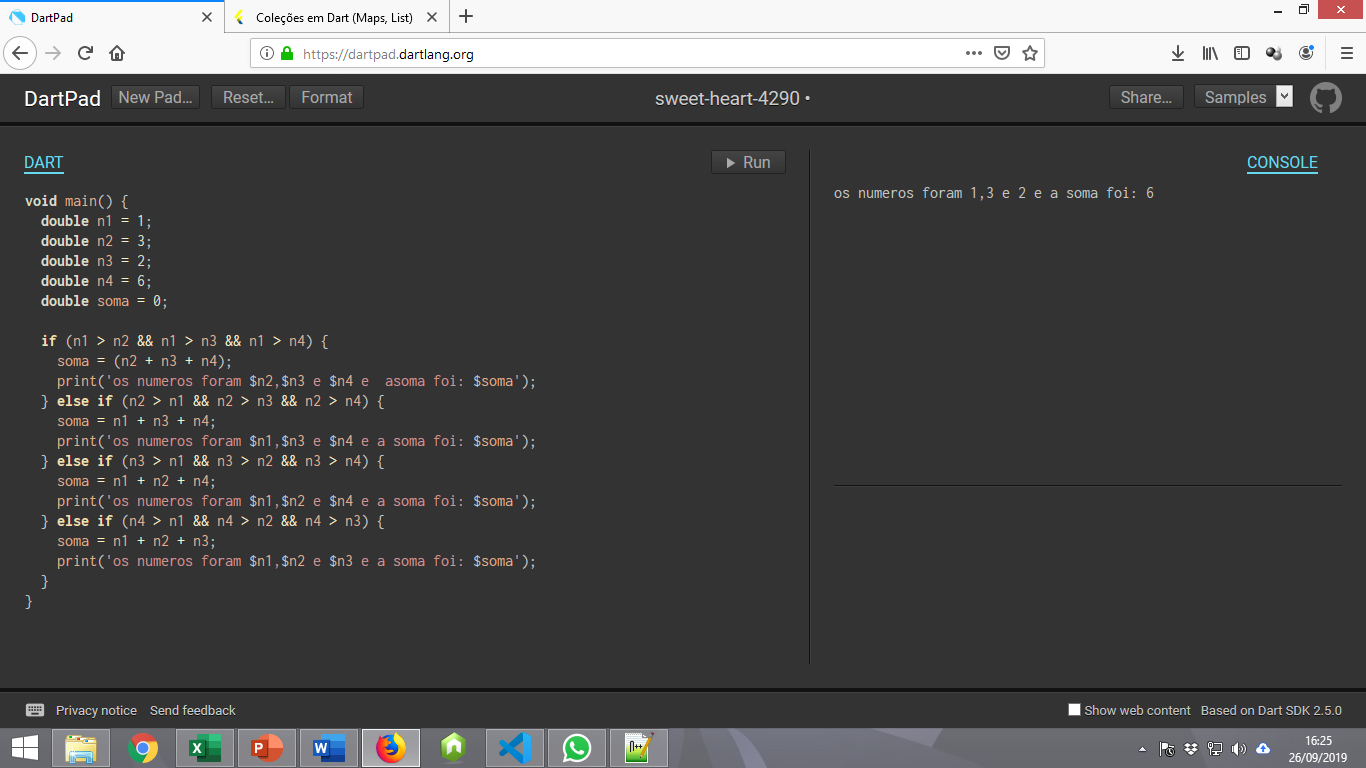 DartPad
Coleções em Dart (Maps, List)
https://dartpad.dartlang.org
DartPad
New Pad...
Reset...
Format
sweet-heart-4290 •
Share...
Samples
DART
Run
CONSOLE
void main() {
  double n1 = 1;
  double n2 = 3;
  double n3 = 2;
  double n4 = 6;
  double soma = 0;
  if (n1 > n2 && n1 > n3 && n1 > n4) {
    soma = (n2 + n3 + n4);
    print('os numeros foram $n2,$n3 e $n4 e  asoma foi: $soma');
  } else if (n2 > n1 && n2 > n3 && n2 > n4) {
    soma = n1 + n3 + n4;
    print('os numeros foram $n1,$n3 e $n4 e a soma foi: $soma');
  } else if (n3 > n1 && n3 > n2 && n3 > n4) {
    soma = n1 + n2 + n4;
    print('os numeros foram $n1,$n2 e $n4 e a soma foi: $soma');
  } else if (n4 > n1 && n4 > n2 && n4 > n3) {
    soma = n1 + n2 + n3;
    print('os numeros foram $n1,$n2 e $n3 e a soma foi: $soma');
  }
}
os numeros foram 1,3 e 2 e a soma foi: 6
Privacy notice
Send feedback
Show web content
Based on Dart SDK 2.5.0
16:25
26/09/2019